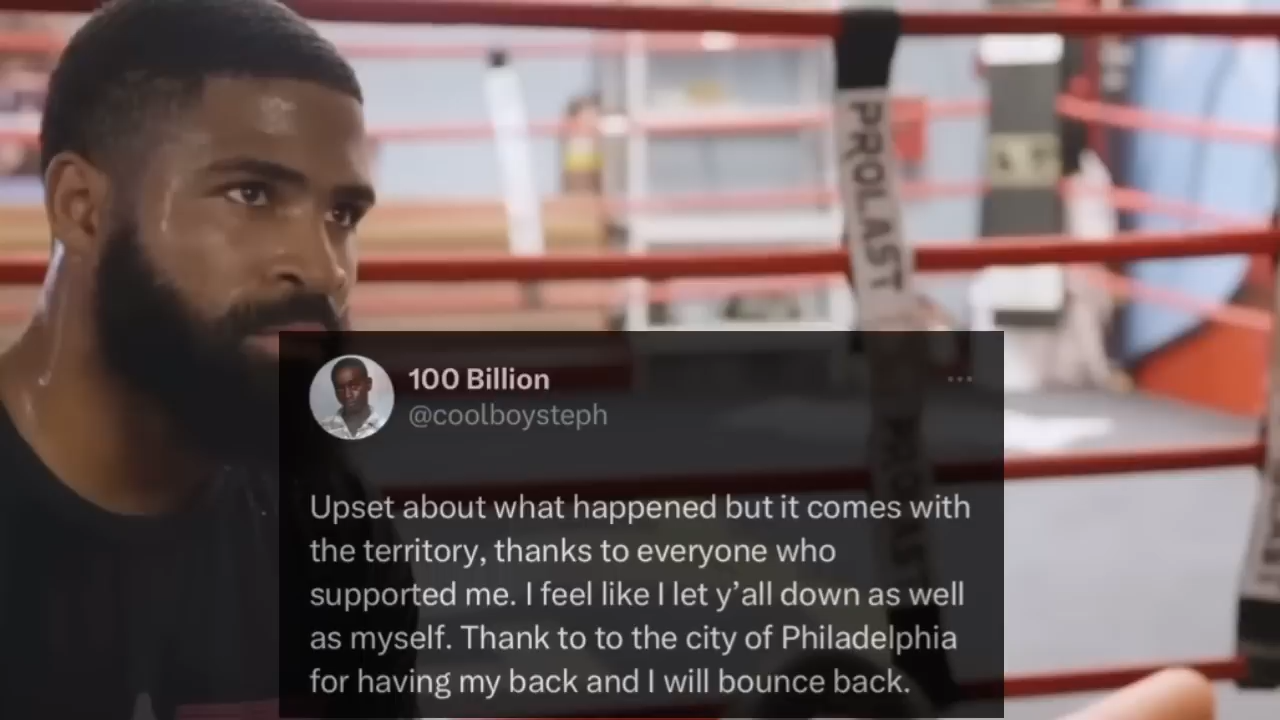 PROLAST
100 Billion
@coolboysteph
Upset about what happened but it comes with
the territory, thanks to everyone who
supported me. I feel like I let y’all down as well
as myself. Thank to to the city of Philadelphia
for having my back and I will bounce back.